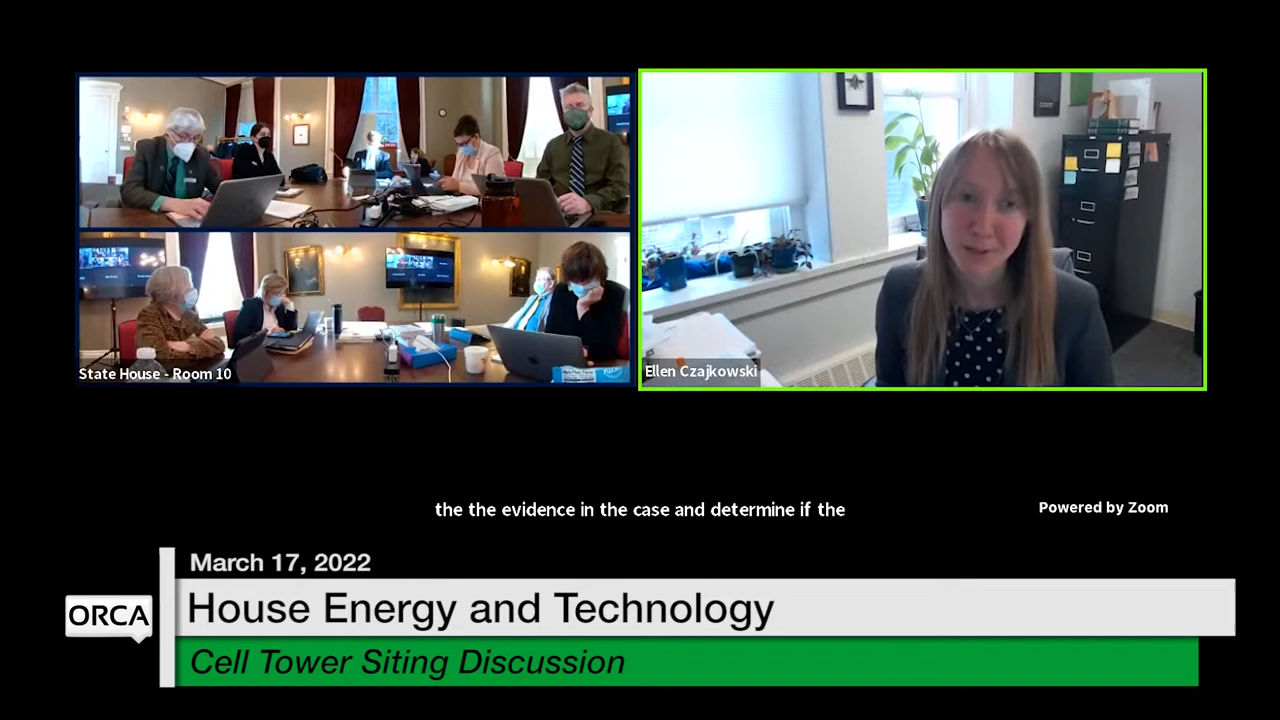 State House - Room 10
Ellen Czajkowski
the the evidence in the case and determine if the
Powered by Zoom
March 17, 2022
House Energy and Technology
ORCA
Cell Tower Siting Discussion